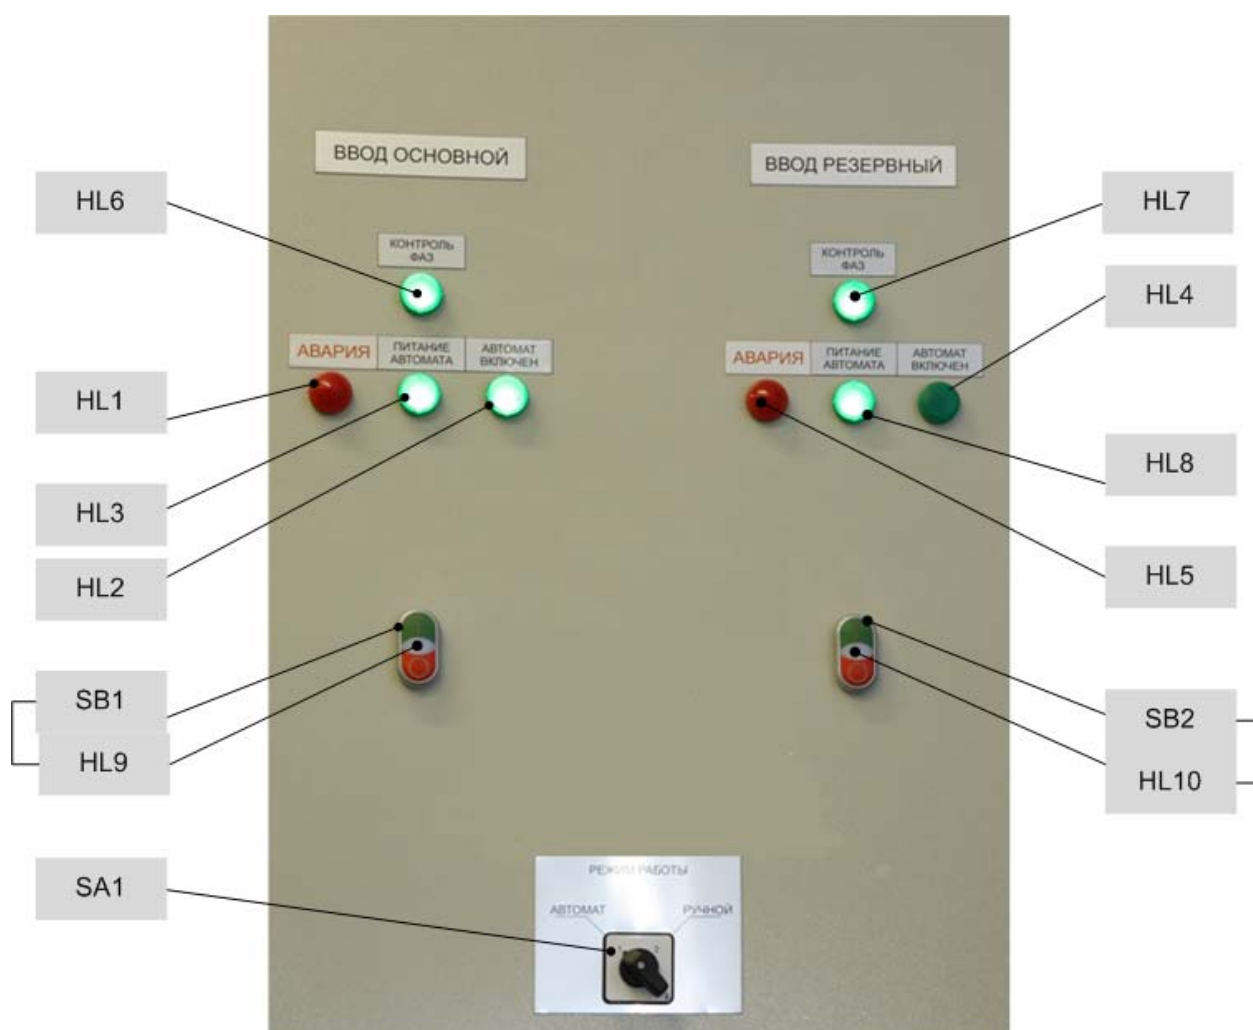 ВВОД ОСНОВНОЙ
ВВОД РЕЗЕРВНЫЙ
HL6
HL7
КОНТРОЛЬ
ФАЗ
КОНТРОЛЬ
ФАЗ
HL4
АВАРИЯ
ПИТАНИЕ
АВТОМАТА
АВТОМАТ
ВКЛЮЧЕН
АВАРИЯ
ПИТАНИЕ
АВТОМАТА
АВТОМАТ
ВКЛЮЧЕН
HL1
HL8
HL3
HL2
HL5
SB1
SB2
HL9
HL10
SA1
РЕЖИМ РАБОТЫ
АВТОМАТ
РУЧНОЙ